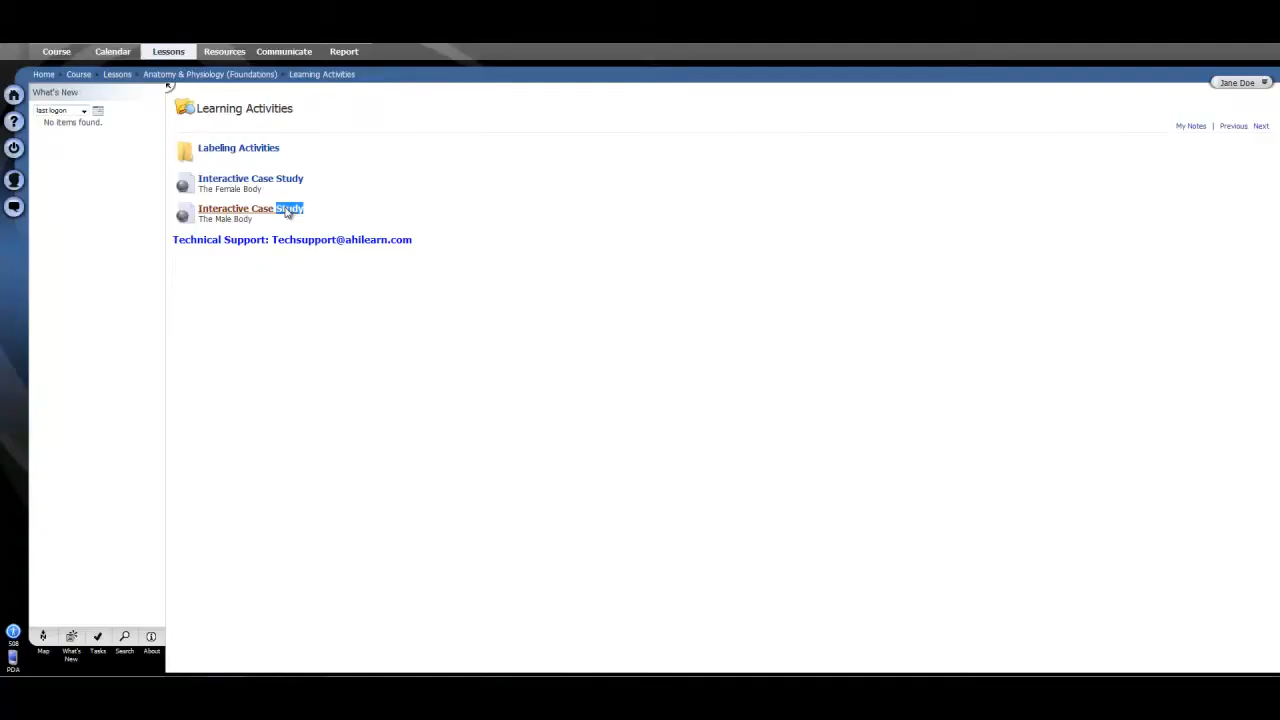 Course Calendar Lessons Resources Communicate Report
Home Course Lessons Anatomy & Physiology (Foundations) Learning Activities
Jane Doe
What's New
last logon
No items found.
Learning Activities
My Notes | Previous Next
Labeling Activities
Interactive Case Study
The Female Body
Interactive Case Study
The Male Body
Technical Support: Techsupport@ahilearn.com
508
PDA
Map What's New Tasks Search About